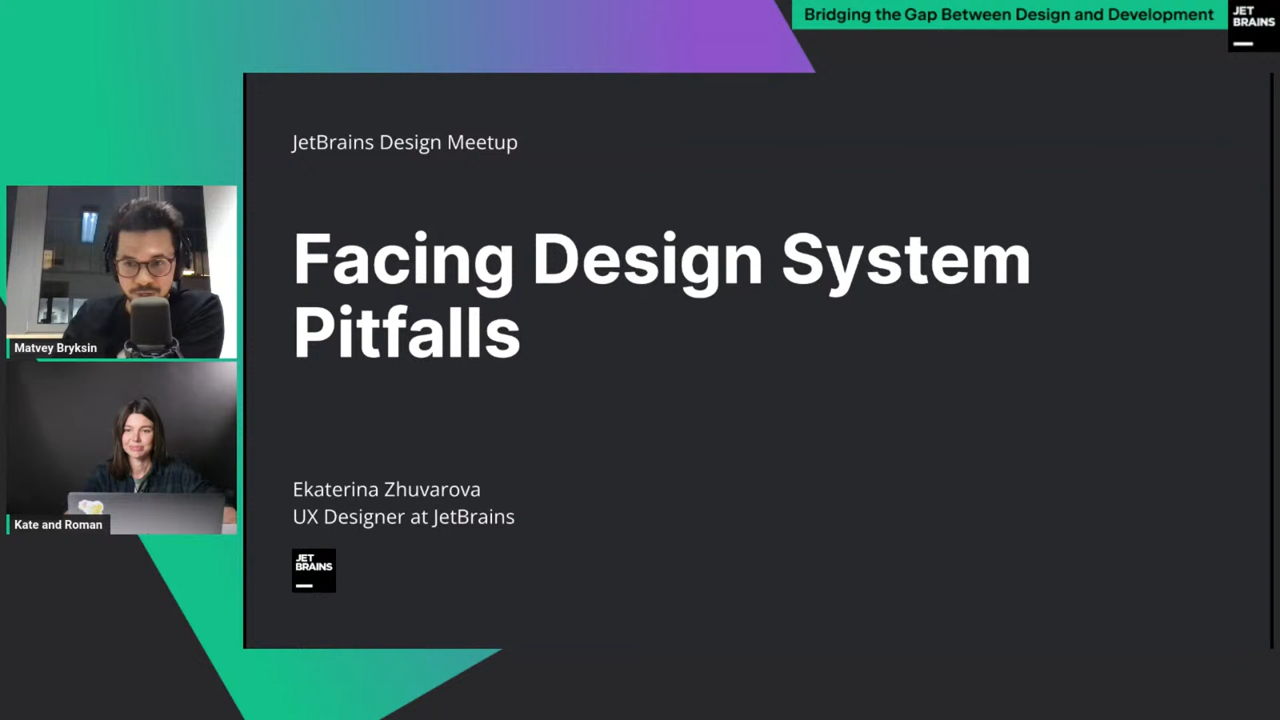 Bridging the Gap Between Design and Development
JET
BRAINS
JetBrains Design Meetup
Facing Design System
Pitfalls
Matvey Bryksin
Kate and Roman
Ekaterina Zhuvarova
UX Designer at JetBrains
JET
BRAINS